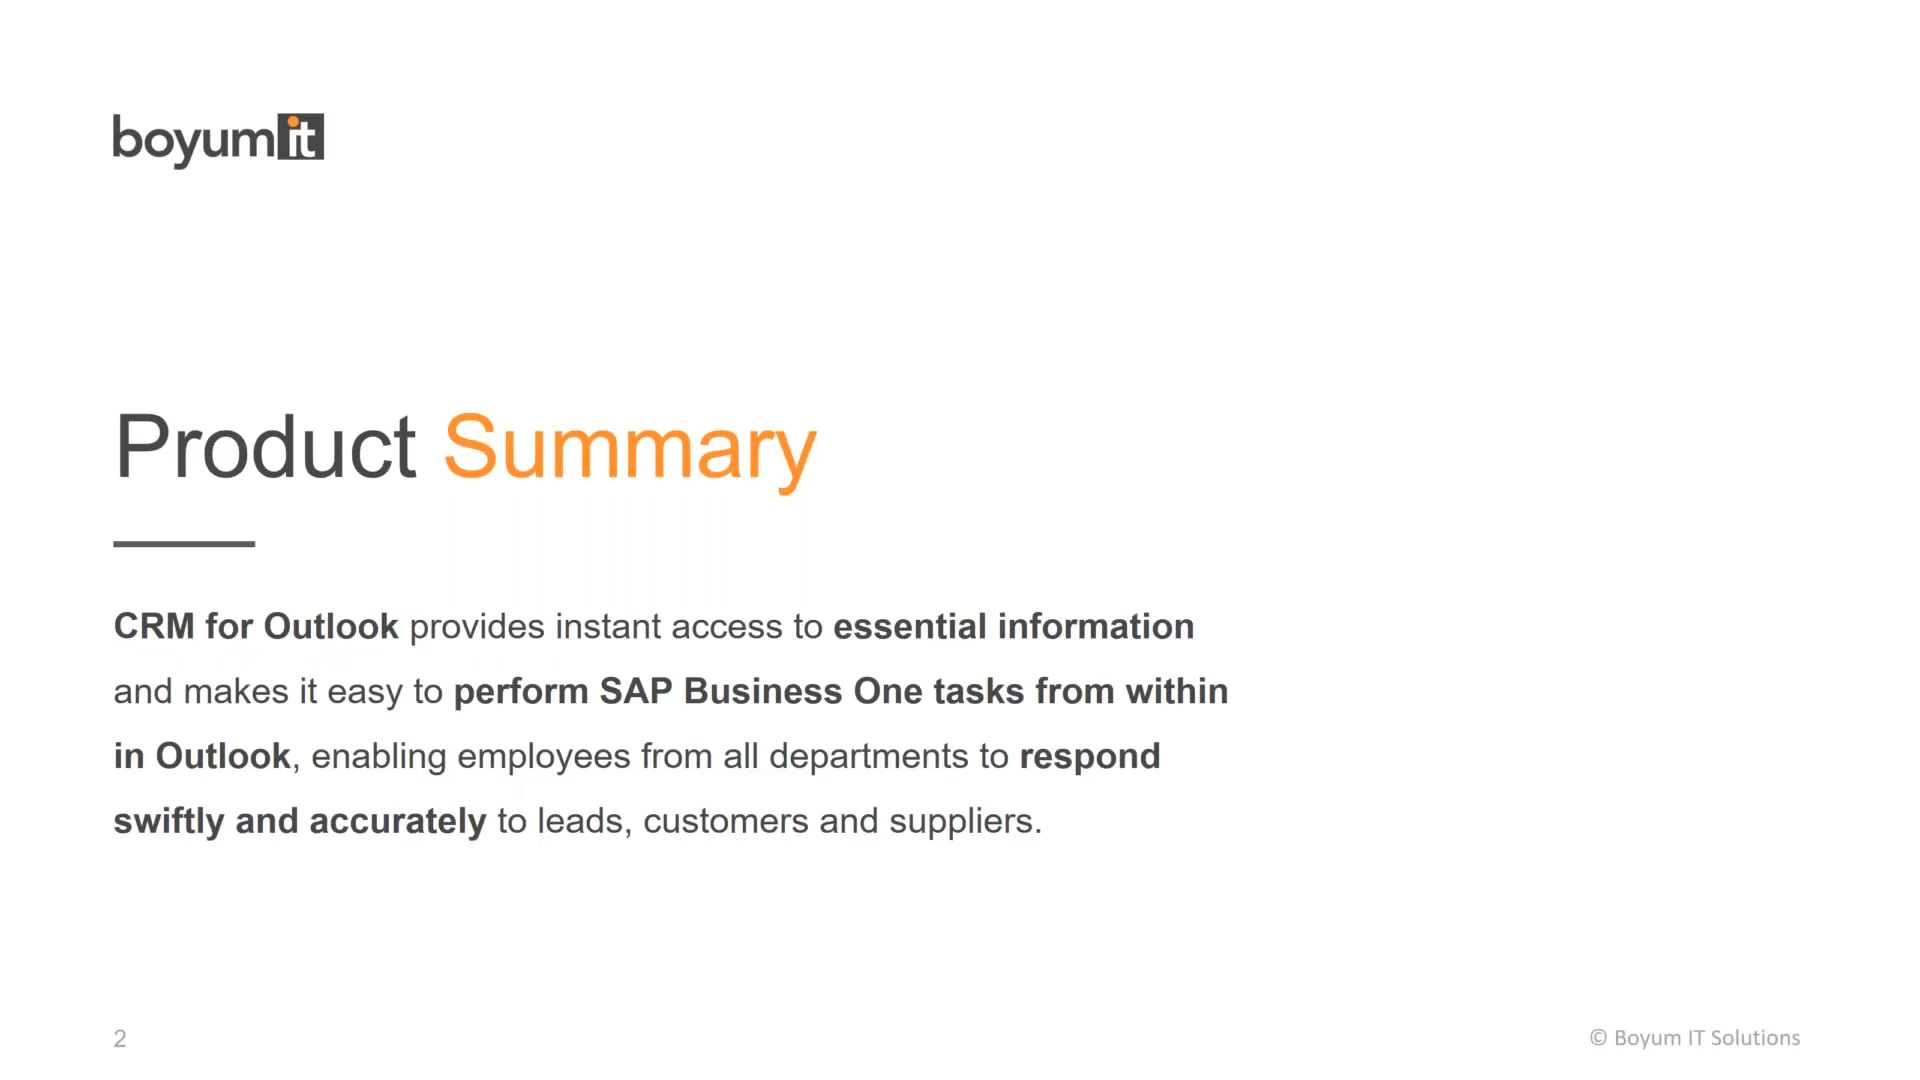 boyumit
Product Summary
CRM for Outlook provides instant access to essential information
and makes it easy to perform SAP Business One tasks from within
in Outlook, enabling employees from all departments to respond
swiftly and accurately to leads, customers and suppliers.
2
© Boyum IT Solutions